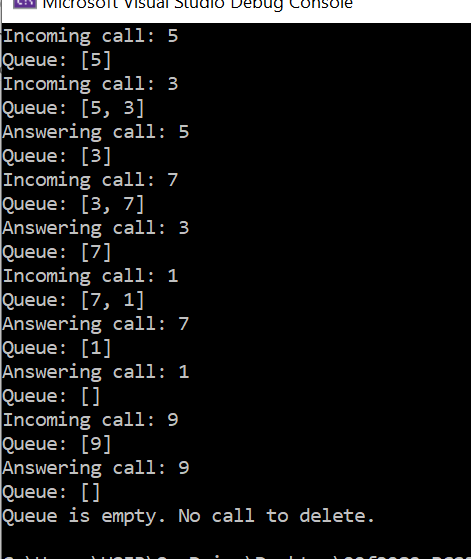 Microsoft Visual Studio Debug Console
Incoming call: 5
Queue: [5]
Incoming call: 3
Queue: [5, 3]
Answering call: 5
Queue: [3]
Incoming call: 7
Queue: [3, 7]
Answering call: 3
Queue: [7]
Incoming call: 1
Queue: [7, 1]
Answering call: 7
Queue: [1]
Answering call: 1
Queue: []
Incoming call: 9
Queue: [9]
Answering call: 9
Queue: []
Queue is empty. No call to delete.